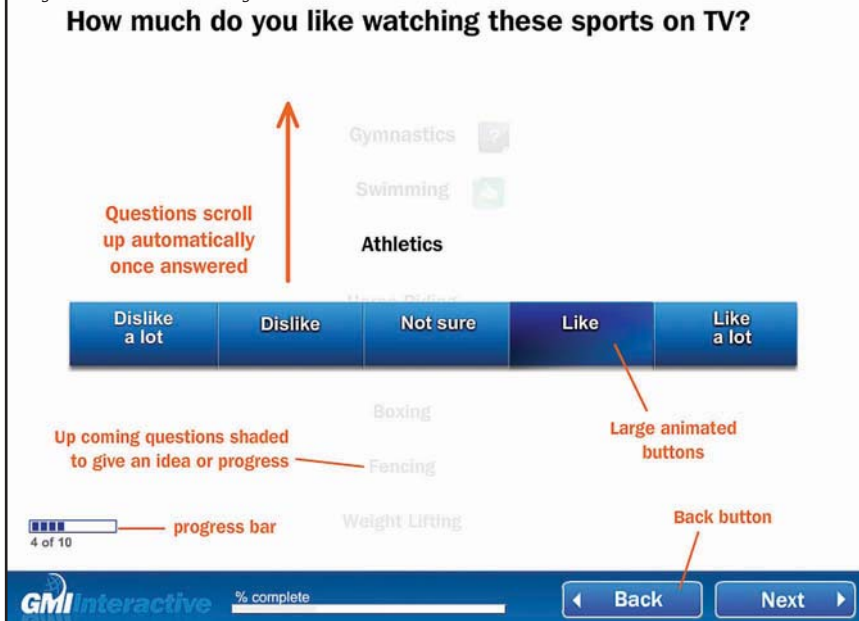 How much do you like watching these sports on TV?
Gymnastics ?
Swimming
Questions scroll
up automatically
once answered
Athletics
Horse Riding
Dislike
a lot
Dislike
Not sure
Like
Like
a lot
Boxing
Up coming questions shaded
to give an idea or progress
Fencing
Large animated
buttons
Weight Lifting
progress bar
4 of 10
Back button
GMI Interactive
% complete
Back
Next